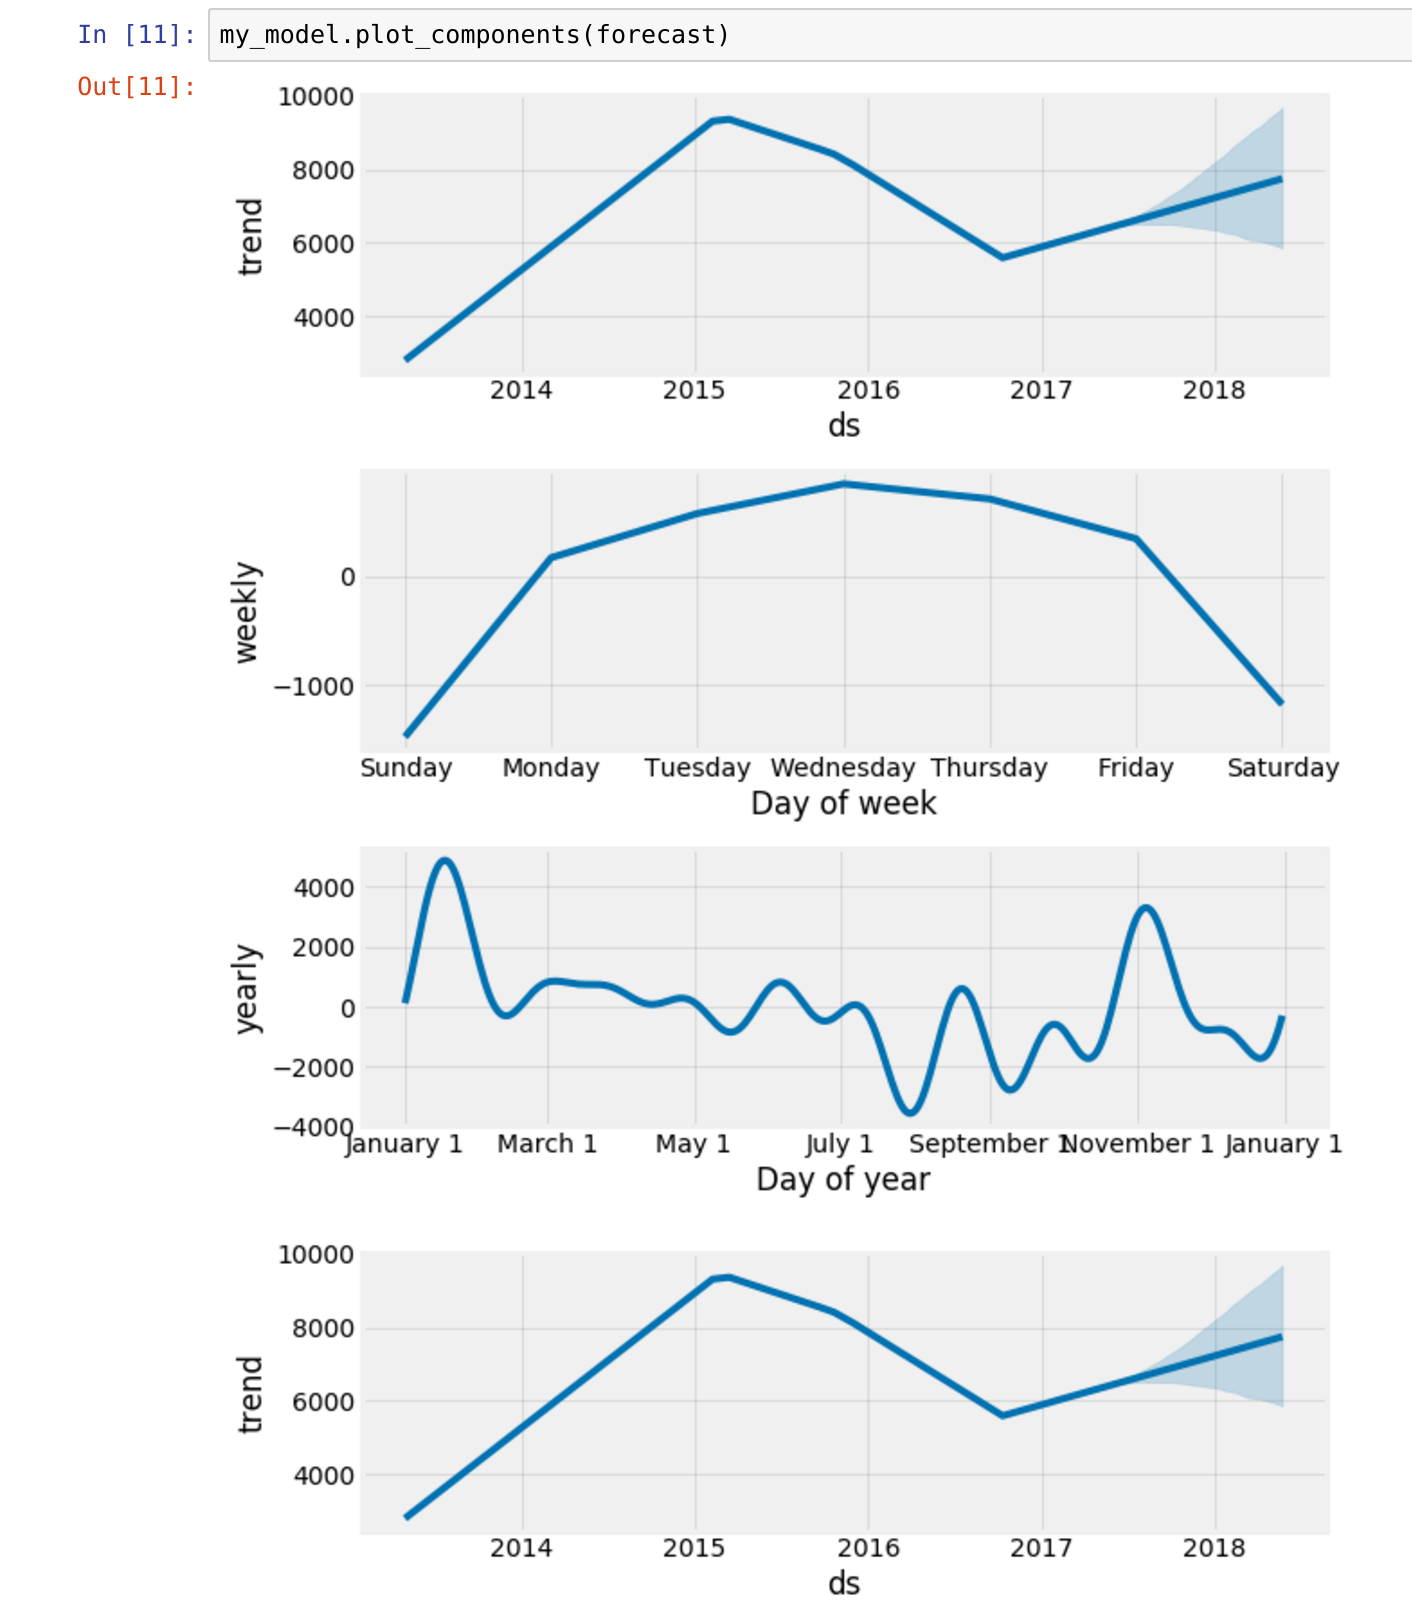 In [11]: my_model.plot_components(forecast)
Out[11]:
10000
8000
6000
4000
trend
2014 2015 2016 2017 2018
ds
0
−1000
weekly
Sunday Monday Tuesday Wednesday Thursday Friday Saturday
Day of week
4000
2000
0
−2000
−4000
yearly
January 1 March 1 May 1 July 1 September 1 November 1 January 1
Day of year
10000
8000
6000
4000
trend
2014 2015 2016 2017 2018
ds